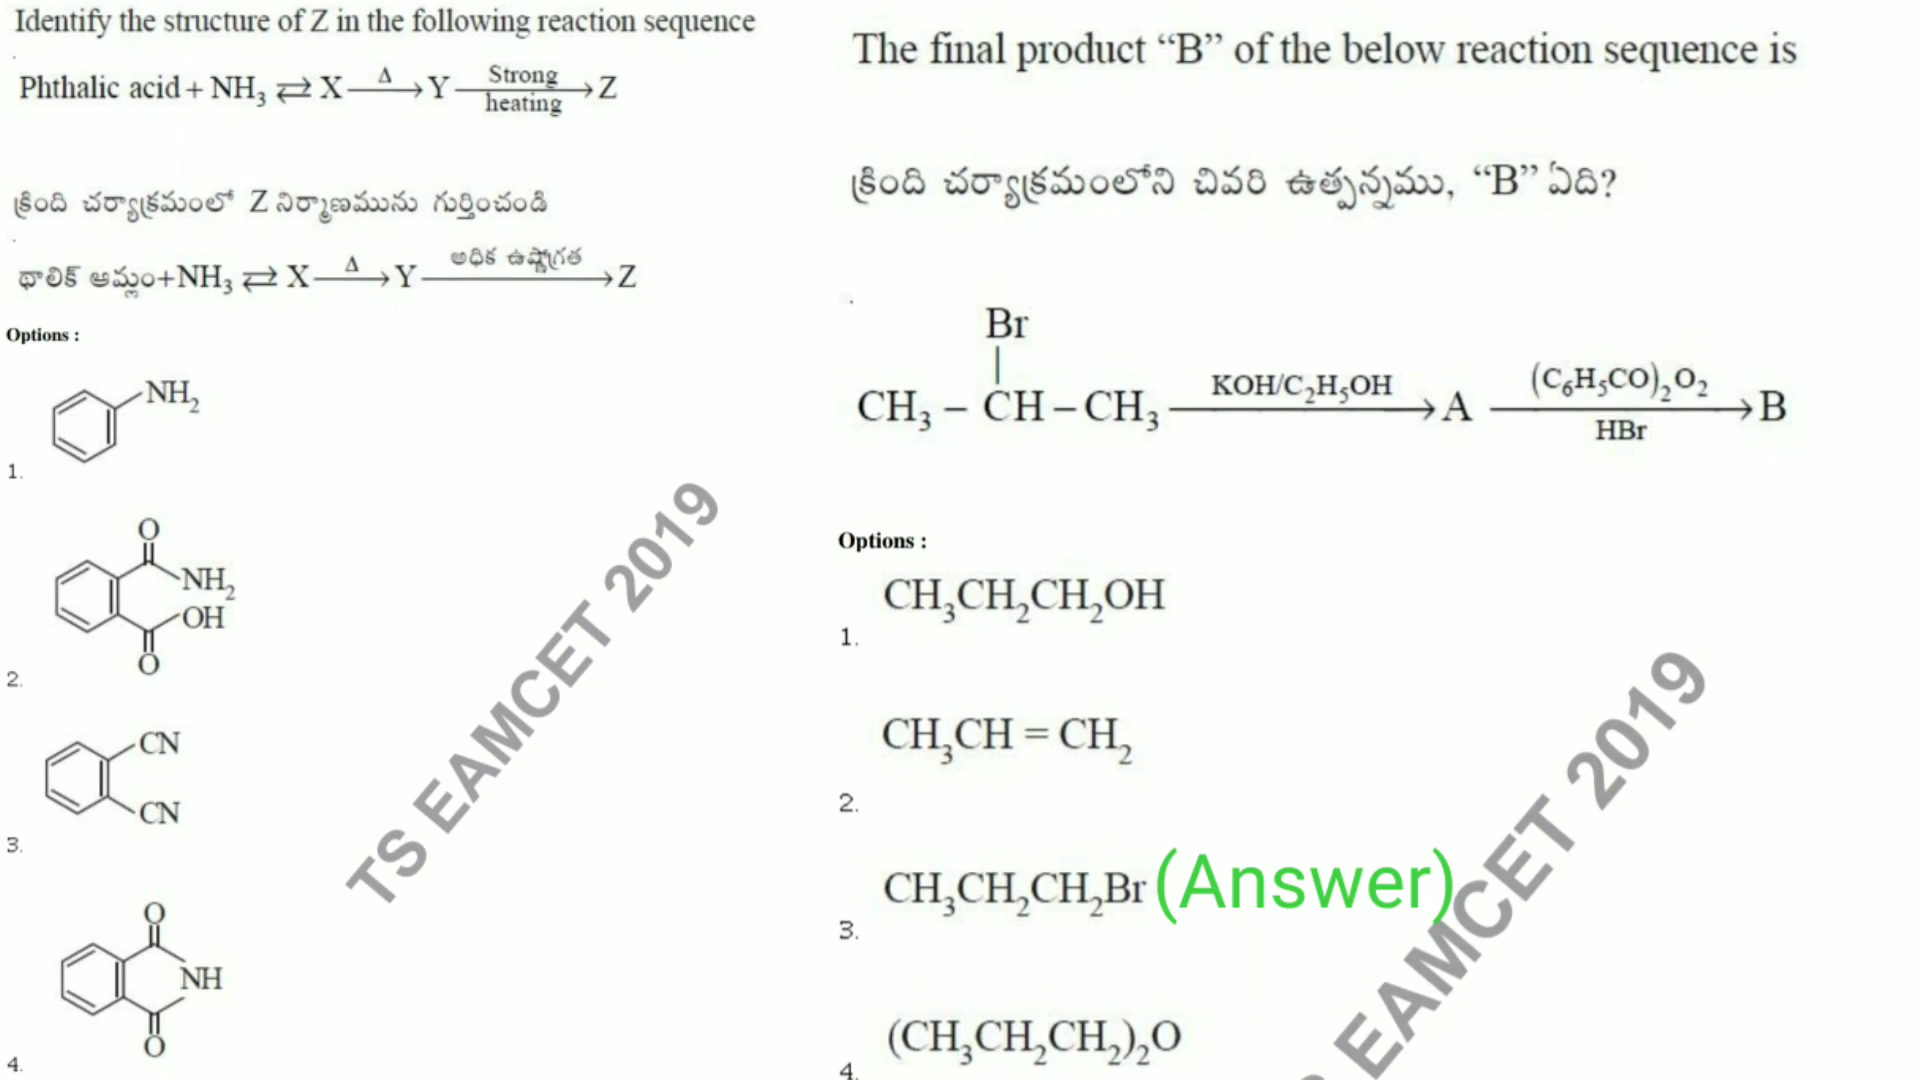 Identify the structure of Z in the following reaction sequence
Phthalic acid + NH₃ ⇄ X —Δ→ Y —Strong heating→ Z
క్రింది చర్యాక్రమంలో Z నిర్మాణమును గుర్తించండి
థాలిక్ ఆమ్లం+NH₃ ⇄ X —Δ→ Y —అధిక ఉష్ణోగ్రత→ Z
Options :
NH₂
1.
O
NH₂
OH
O
2.
CN
CN
3.
O
NH
O
4.
TS EAMCET 2019
The final product “B” of the below reaction sequence is
క్రింది చర్యాక్రమంలోని చివరి ఉత్పన్నము, “B” ఏది?
Br
CH₃ – CH – CH₃ —KOH/C₂H₅OH→ A —(C₆H₅CO)₂O₂ / HBr→ B
Options :
CH₃CH₂CH₂OH
1.
CH₃CH = CH₂
2.
CH₃CH₂CH₂Br (Answer)
3.
(CH₃CH₂CH₂)₂O
4.
S EAMCET 2019